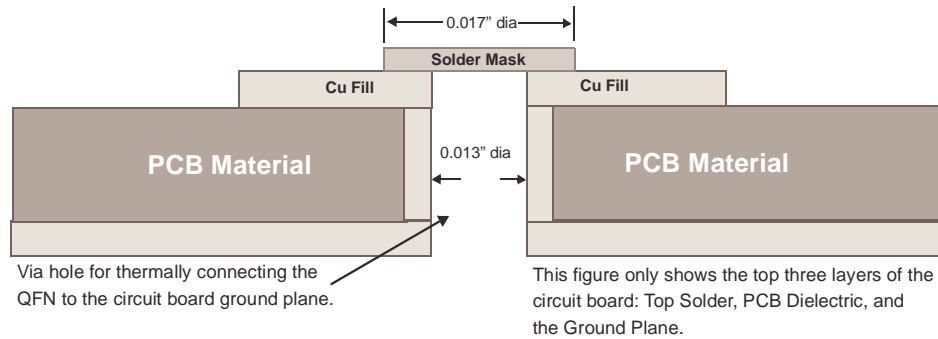 0.017” dia
Solder Mask
Cu Fill
Cu Fill
PCB Material
0.013” dia
PCB Material
Via hole for thermally connecting the
QFN to the circuit board ground plane.
This figure only shows the top three layers of the
circuit board: Top Solder, PCB Dielectric, and
the Ground Plane.